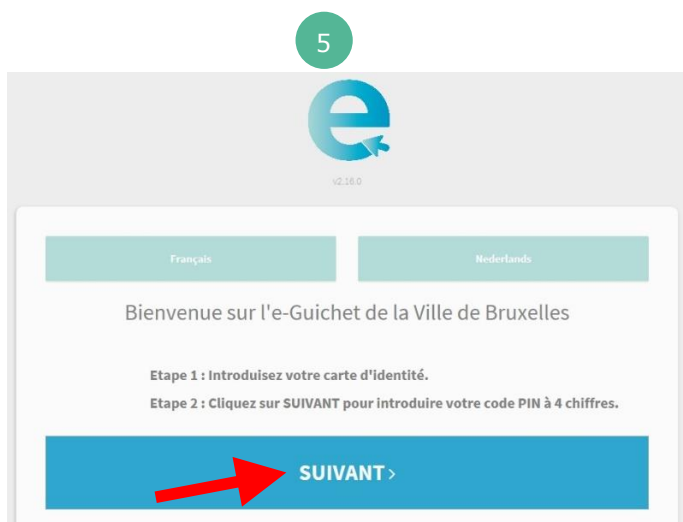 5
e
v2.16.0
Français
Nederlands
Bienvenue sur l'e-Guichet de la Ville de Bruxelles
Etape 1 : Introduisez votre carte d'identité.
Etape 2 : Cliquez sur SUIVANT pour introduire votre code PIN à 4 chiffres.
SUIVANT >